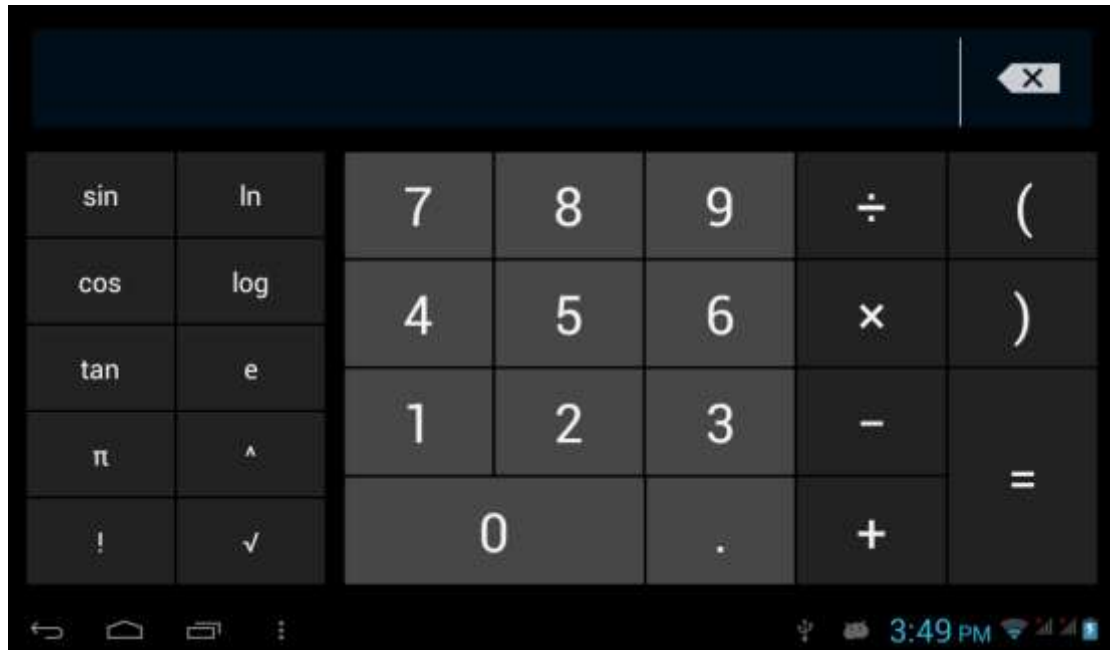 sin ln 7 8 9 ÷ (
cos log 4 5 6 × )
tan e 1 2 3 −
π ^ =
! √ 0 . +
3:49 PM